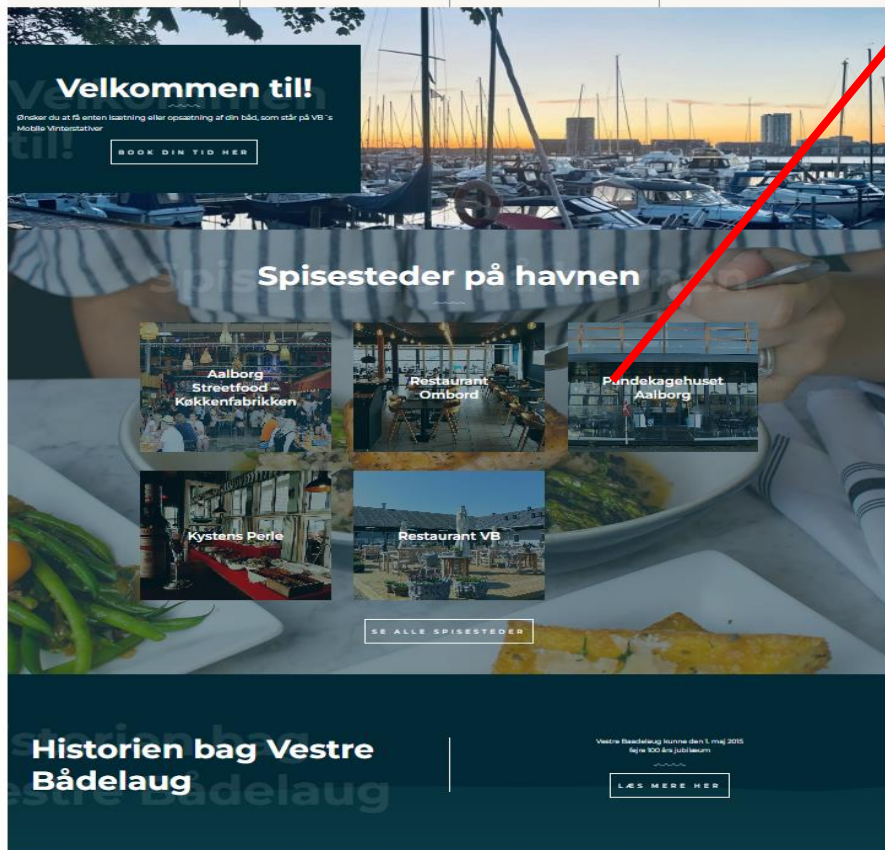 Velkommen til!
Ønsker du at få enten isætning eller opsætning af din båd, som står på VB´s
Mobile Vinterstativer
BOOK DIN TID HER
Spisesteder på havnen
Aalborg
Streetfood –
Køkkenfabrikken
Restaurant
Ombord
Pandekagehuset
Aalborg
Kystens Perle
Restaurant VB
SE ALLE SPISESTEDER
Historien bag Vestre
Bådelaug
Vestre Baadelaug kunne den 1. maj 2015
fejre 100 års jubilæum
LÆS MERE HER